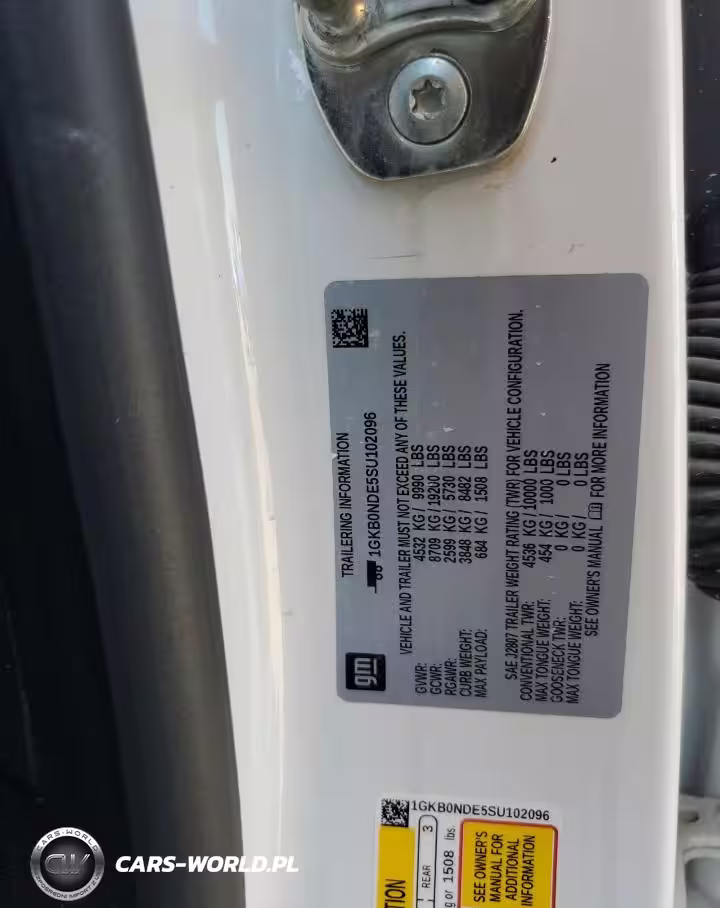 TRAILERING INFORMATION
1GKB0NDE5SU102096
gm
VEHICLE AND TRAILER MUST NOT EXCEED ANY OF THESE VALUES.
GVWR: 4532 KG/ 9990 LBS
GCWR: 8709 KG/ 19200 LBS
RGAWR: 2599 KG/ 5730 LBS
CURB WEIGHT: 3848 KG/ 8482 LBS
MAX PAYLOAD: 684 KG/ 1508 LBS
SAE J2807 TRAILER WEIGHT RATING (TWR) FOR VEHICLE CONFIGURATION.
CONVENTIONAL TWR: 4536 KG/ 10000 LBS
MAX TONGUE WEIGHT: 454 KG/ 1000 LBS
GOOSENECK TWR: 0 KG/ 0 LBS
MAX TONGUE WEIGHT: 0 KG/ 0 LBS
SEE OWNER'S MANUAL FOR MORE INFORMATION
1GKB0NDE5SU102096
REAR 3
g or 1508 lbs.
SEE OWNER'S
MANUAL FOR
ADDITIONAL
INFORMATION
CARS-WORLD
CW
CARS-WORLD.PL